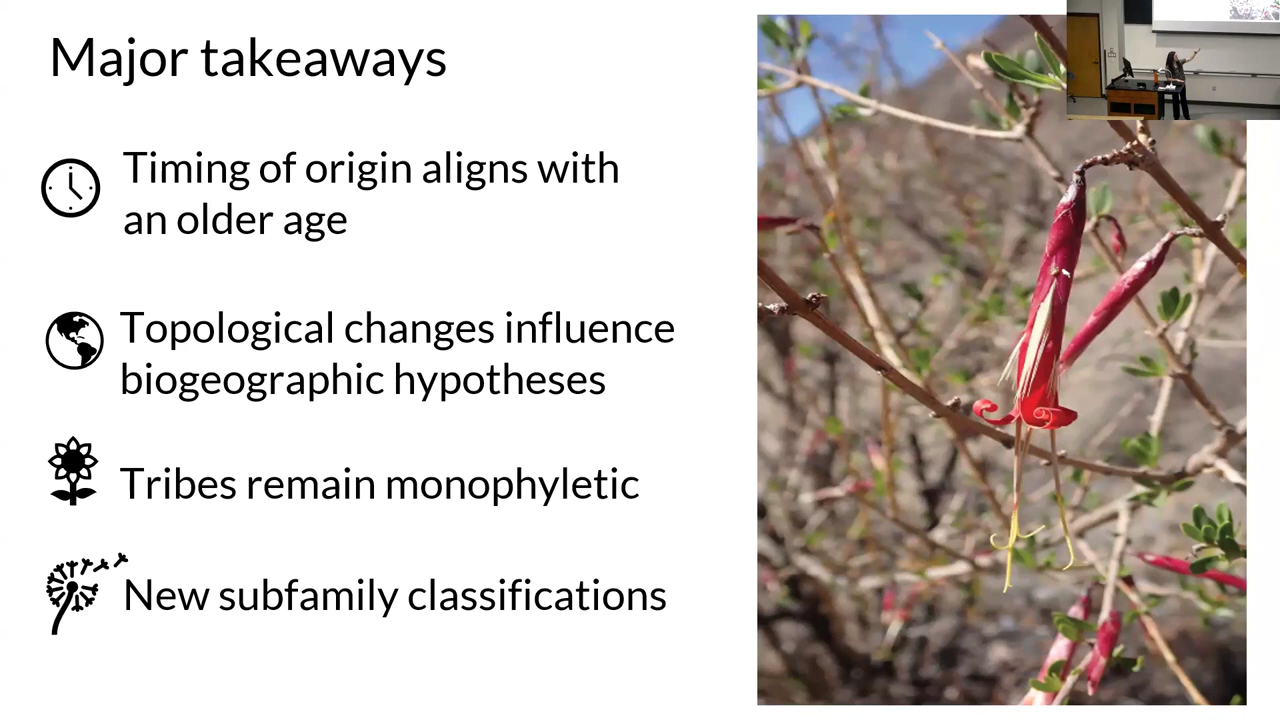 Major takeaways
Timing of origin aligns with
an older age
Topological changes influence
biogeographic hypotheses
Tribes remain monophyletic
New subfamily classifications